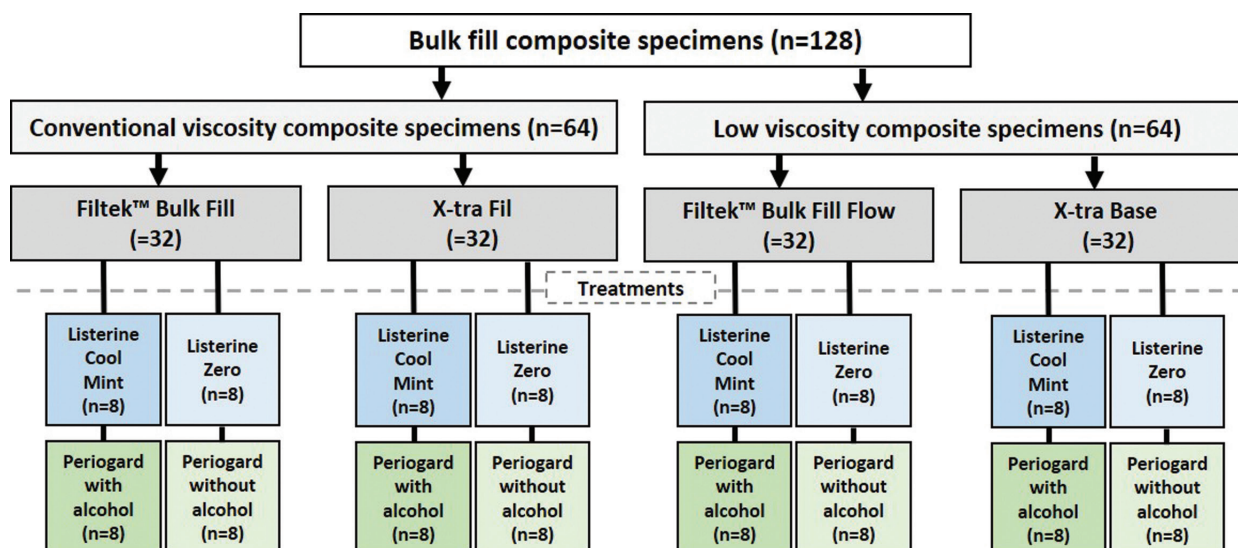 Bulk fill composite specimens (n=128)
Conventional viscosity composite specimens (n=64)
Low viscosity composite specimens (n=64)
Filtek™ Bulk Fill
(=32)
X-tra Fil
(=32)
Filtek™ Bulk Fill Flow
(=32)
X-tra Base
(=32)
Treatments
Listerine
Cool
Mint
(n=8)
Listerine
Zero
(n=8)
Listerine
Cool
Mint
(n=8)
Listerine
Zero
(n=8)
Listerine
Cool
Mint
(n=8)
Listerine
Zero
(n=8)
Listerine
Cool
Mint
(n=8)
Listerine
Zero
(n=8)
Periogard
with
alcohol
(n=8)
Periogard
without
alcohol
(n=8)
Periogard
with
alcohol
(n=8)
Periogard
without
alcohol
(n=8)
Periogard
with
alcohol
(n=8)
Periogard
without
alcohol
(n=8)
Periogard
with
alcohol
(n=8)
Periogard
without
alcohol
(n=8)